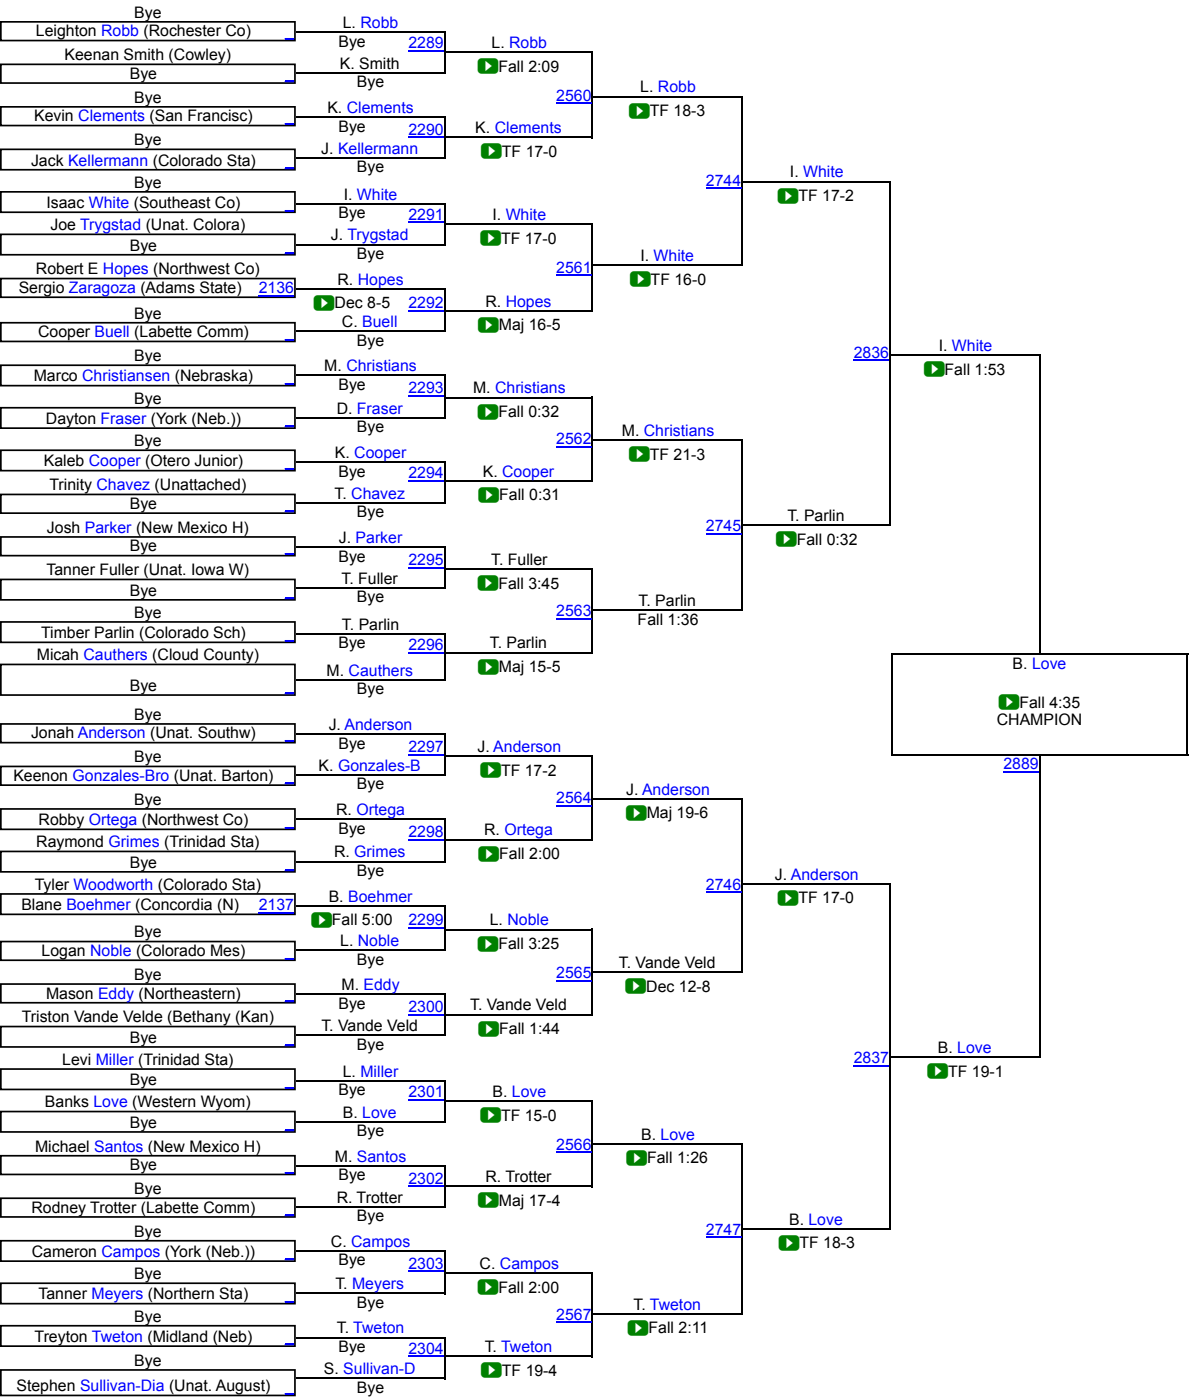 Bye
Leighton Robb (Rochester Co)
Keenan Smith (Cowley)
Bye
Bye
Kevin Clements (San Francisc)
Bye
Jack Kellermann (Colorado Sta)
Bye
Isaac White (Southeast Co)
Joe Trygstad (Unat. Colora)
Bye
Robert E Hopes (Northwest Co)
Sergio Zaragoza (Adams State) 2136
Bye
Cooper Buell (Labette Comm)
Bye
Marco Christiansen (Nebraska)
Bye
Dayton Fraser (York (Neb.))
Bye
Kaleb Cooper (Otero Junior)
Trinity Chavez (Unattached)
Bye
Josh Parker (New Mexico H)
Bye
Tanner Fuller (Unat. Iowa W)
Bye
Bye
Timber Parlin (Colorado Sch)
Micah Cauthers (Cloud County)
Bye
Bye
Jonah Anderson (Unat. Southw)
Bye
Keenon Gonzales-Bro (Unat. Barton)
Bye
Robby Ortega (Northwest Co)
Raymond Grimes (Trinidad Sta)
Bye
Tyler Woodworth (Colorado Sta)
Blane Boehmer (Concordia (N) 2137
Bye
Logan Noble (Colorado Mes)
Bye
Mason Eddy (Northeastern)
Triston Vande Velde (Bethany (Kan)
Bye
Levi Miller (Trinidad Sta)
Bye
Banks Love (Western Wyom)
Bye
Michael Santos (New Mexico H)
Bye
Bye
Rodney Trotter (Labette Comm)
Bye
Cameron Campos (York (Neb.))
Bye
Tanner Meyers (Northern Sta)
Bye
Treyton Tweton (Midland (Neb)
Bye
Stephen Sullivan-Dia (Unat. August)
L. Robb
Bye 2289
K. Smith
Bye
K. Clements
Bye 2290
J. Kellermann
Bye
I. White
Bye 2291
J. Trygstad
Bye
R. Hopes
Dec 8-5 2292
C. Buell
Bye
M. Christians
Bye 2293
D. Fraser
Bye
K. Cooper
Bye 2294
T. Chavez
Bye
J. Parker
Bye 2295
T. Fuller
Bye
T. Parlin
Bye 2296
M. Cauthers
Bye
J. Anderson
Bye 2297
K. Gonzales-B
Bye
R. Ortega
Bye 2298
R. Grimes
Bye
B. Boehmer
Fall 5:00 2299
L. Noble
Bye
M. Eddy
Bye 2300
T. Vande Veld
Bye
L. Miller
Bye 2301
B. Love
Bye
M. Santos
Bye 2302
R. Trotter
Bye
C. Campos
Bye 2303
T. Meyers
Bye
T. Tweton
Bye 2304
S. Sullivan-D
Bye
L. Robb
Fall 2:09
2560
K. Clements
TF 17-0
I. White
TF 17-0
2561
R. Hopes
Maj 16-5
M. Christians
Fall 0:32
2562
K. Cooper
Fall 0:31
T. Fuller
Fall 3:45
2563
T. Parlin
Maj 15-5
J. Anderson
TF 17-2
2564
R. Ortega
Fall 2:00
L. Noble
Fall 3:25
2565
T. Vande Veld
Fall 1:44
B. Love
TF 15-0
2566
R. Trotter
Maj 17-4
C. Campos
Fall 2:00
2567
T. Tweton
TF 19-4
L. Robb
TF 18-3
2744
I. White
TF 16-0
M. Christians
TF 21-3
2745
T. Parlin
Fall 1:36
J. Anderson
Maj 19-6
2746
T. Vande Veld
Dec 12-8
B. Love
Fall 1:26
2747
T. Tweton
Fall 2:11
I. White
TF 17-2
2836
T. Parlin
Fall 0:32
J. Anderson
TF 17-0
2837
B. Love
TF 18-3
I. White
Fall 1:53
B. Love
Fall 4:35
CHAMPION
2889
B. Love
TF 19-1